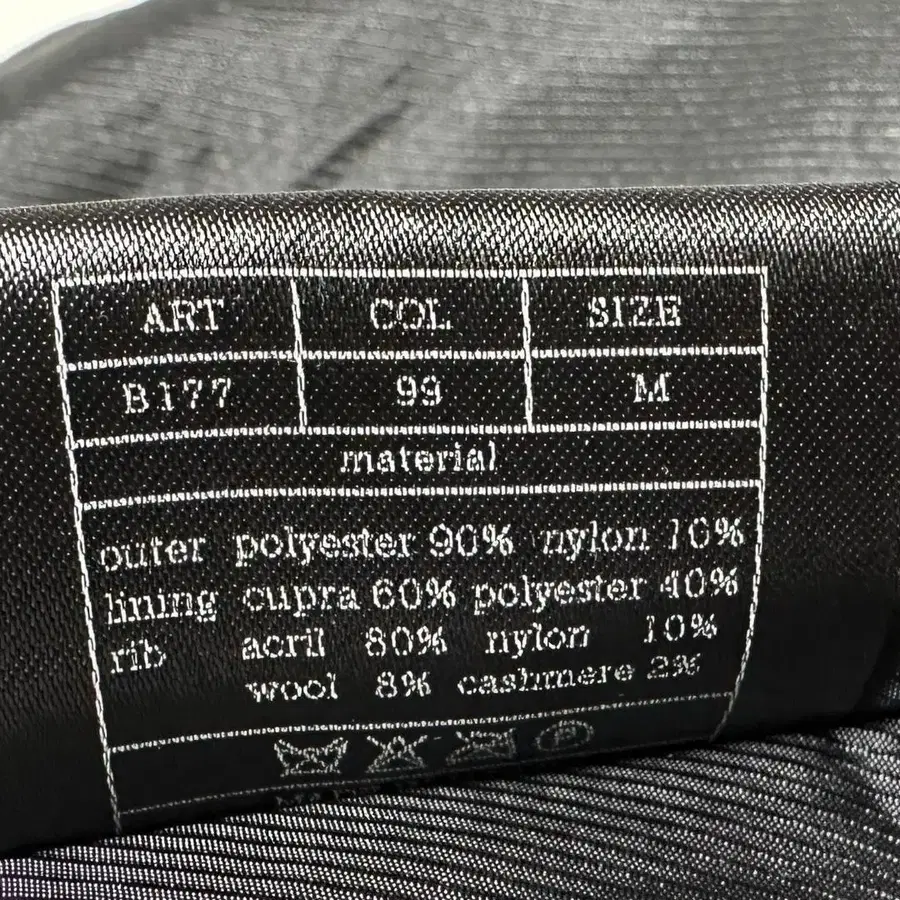 ART COL SIZE
B177 99 M
material
outer polyester 90% nylon 10%
lining cupra 60% polyester 40%
rib acril 80% nylon 10%
wool 8% cashmere 2%